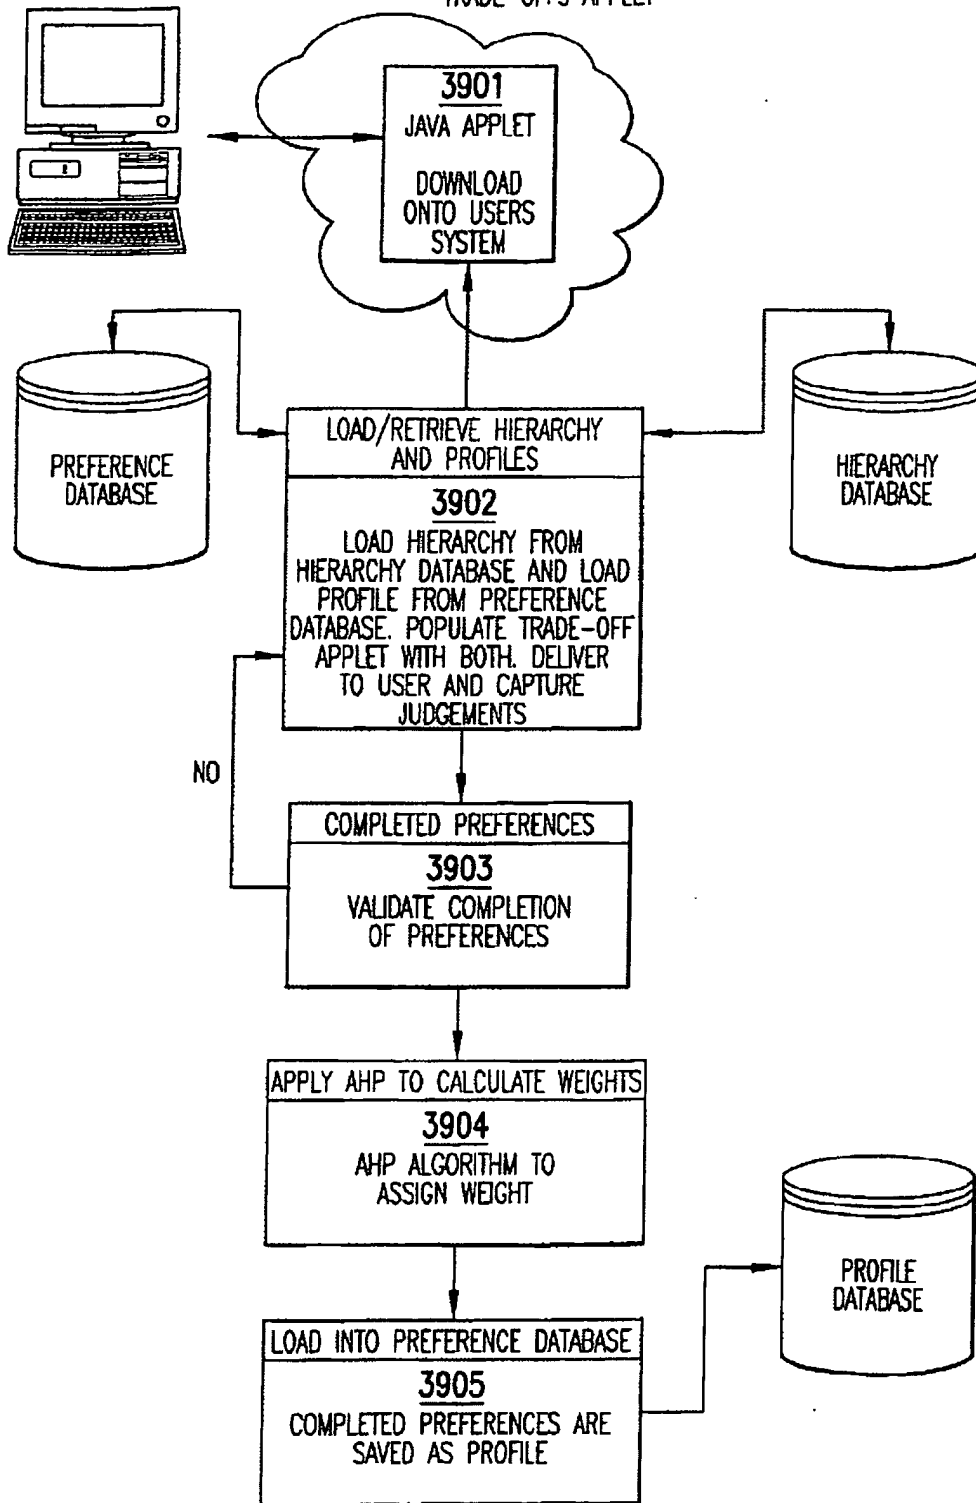 TRADE-OFFS APPLET
3901
JAVA APPLET
DOWNLOAD
ONTO USERS
SYSTEM
PREFERENCE
DATABASE
LOAD/RETRIEVE HIERARCHY
AND PROFILES
3902
LOAD HIERARCHY FROM
HIERARCHY DATABASE AND LOAD
PROFILE FROM PREFERENCE
DATABASE. POPULATE TRADE-OFF
APPLET WITH BOTH. DELIVER
TO USER AND CAPTURE
JUDGEMENTS
HIERARCHY
DATABASE
NO
COMPLETED PREFERENCES
3903
VALIDATE COMPLETION
OF PREFERENCES
APPLY AHP TO CALCULATE WEIGHTS
3904
AHP ALGORITHM TO
ASSIGN WEIGHT
PROFILE
DATABASE
LOAD INTO PREFERENCE DATABASE
3905
COMPLETED PREFERENCES ARE
SAVED AS PROFILE